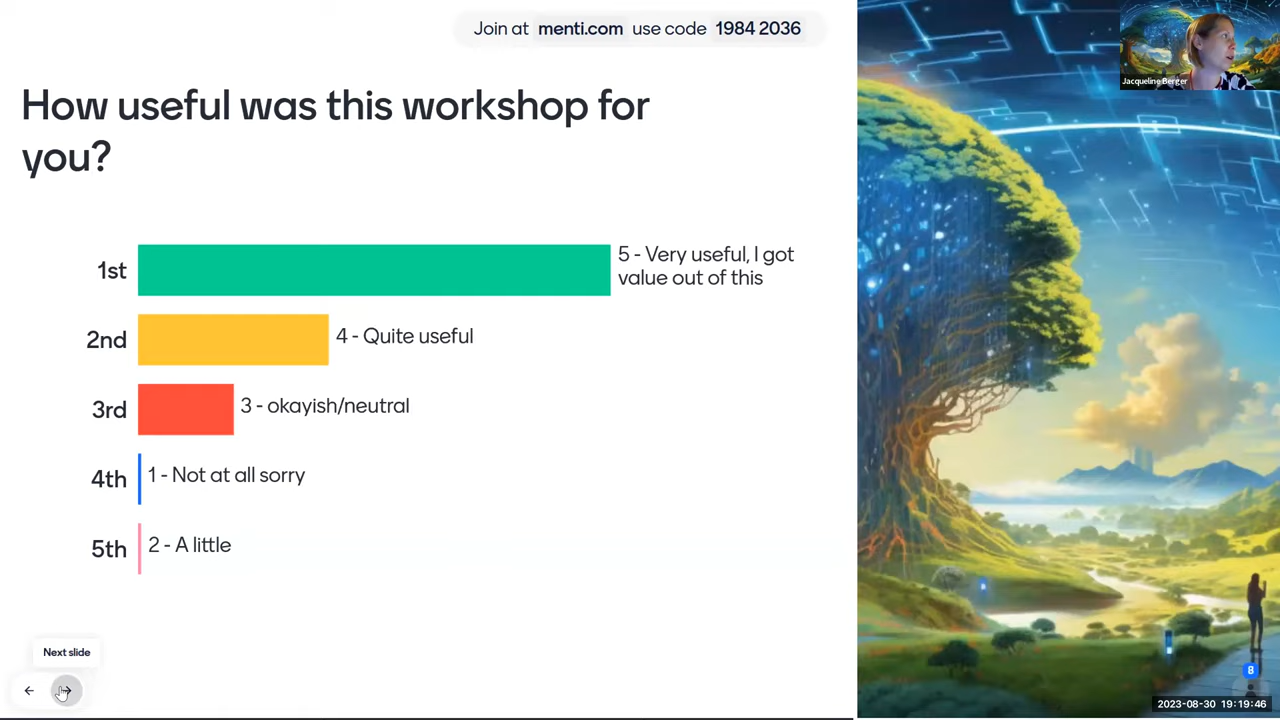 Join at menti.com use code 1984 2036
Jacqueline Berger
How useful was this workshop for
you?
1st
5 - Very useful, I got
value out of this
2nd
4 - Quite useful
3rd
3 - okayish/neutral
4th
1 - Not at all sorry
5th
2 - A little
Next slide
8
2023-08-30 19:19:46